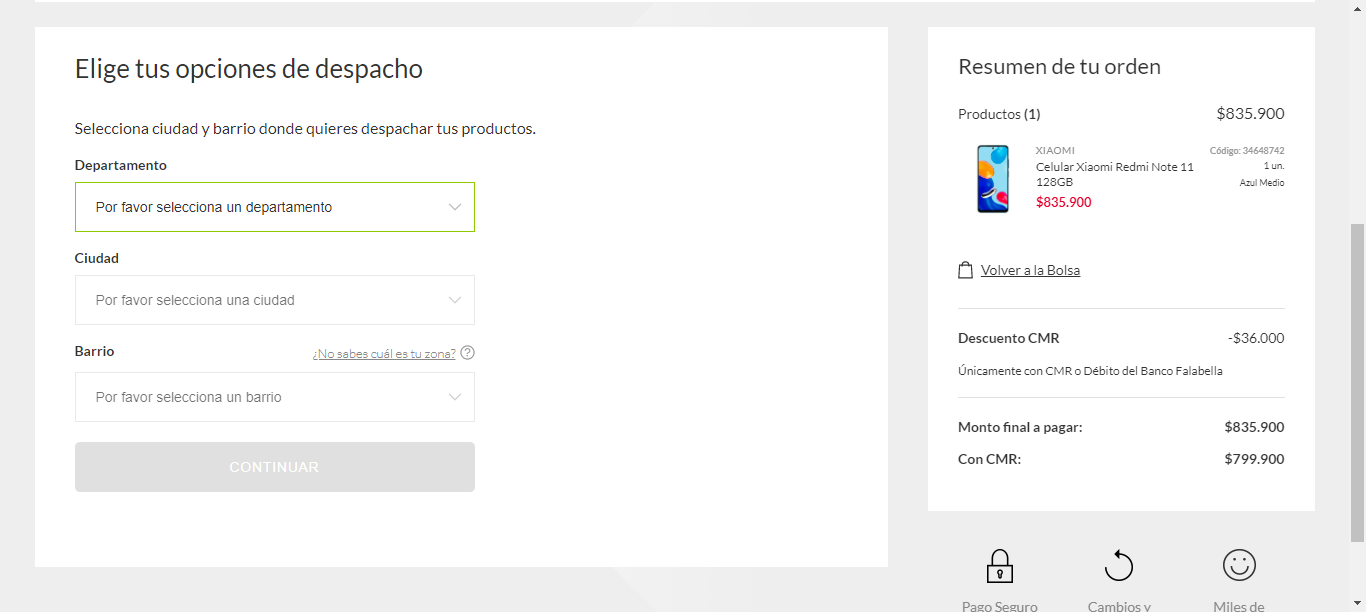 Elige tus opciones de despacho
Selecciona ciudad y barrio donde quieres despachar tus productos.
Departamento
Por favor selecciona un departamento
Ciudad
Por favor selecciona una ciudad
Barrio
¿No sabes cuál es tu zona? ?
Por favor selecciona un barrio
CONTINUAR
Resumen de tu orden
Productos (1) $835.900
XIAOMI Código: 34648742
Celular Xiaomi Redmi Note 11 1 un.
128GB Azul Medio
$835.900
Volver a la Bolsa
Descuento CMR -$36.000
Únicamente con CMR o Débito del Banco Falabella
Monto final a pagar: $835.900
Con CMR: $799.900
Pago Seguro
Cambios y
Miles de